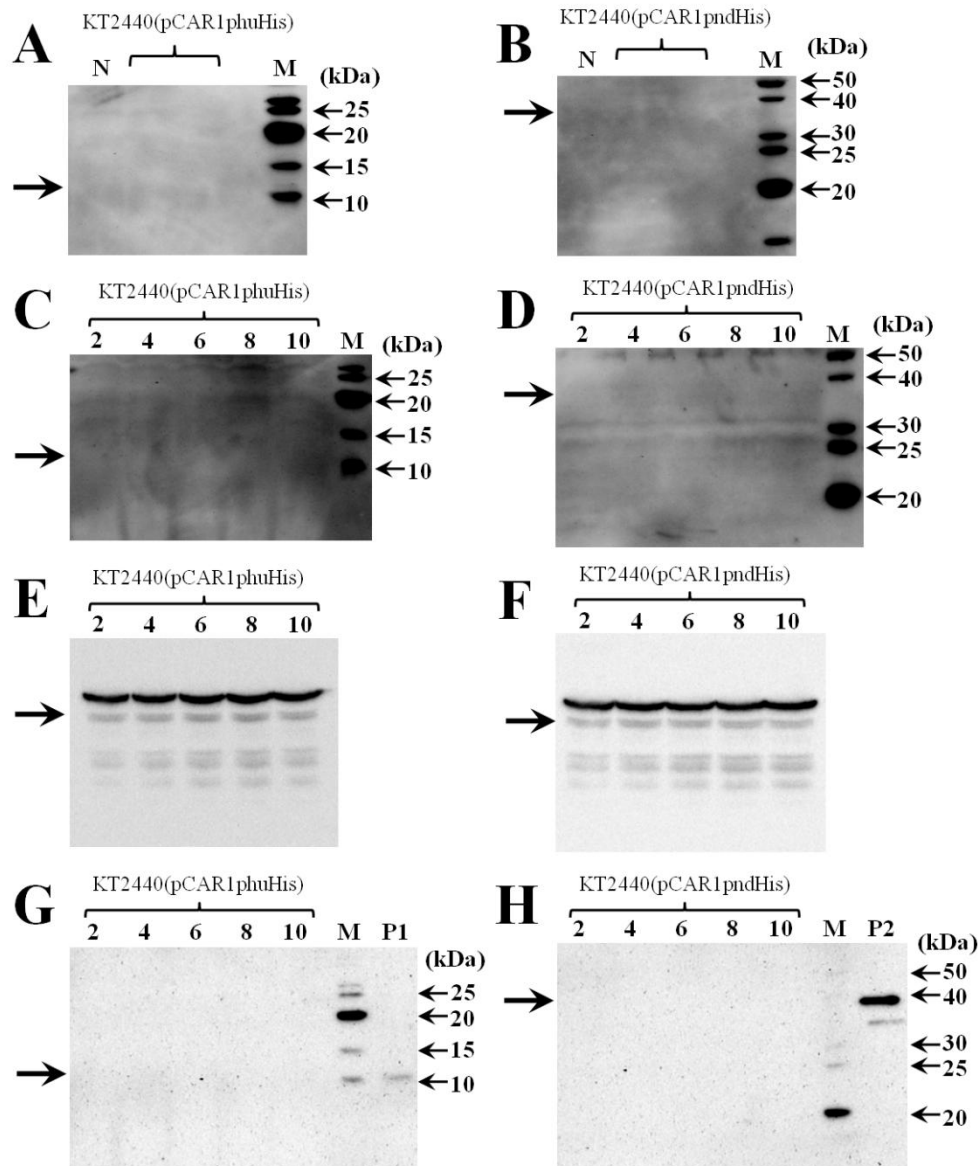 A
KT2440(pCAR1phuHis)
N M (kDa)
25
20
15
10
B
KT2440(pCAR1pndHis)
N M (kDa)
50
40
30
25
20
C
KT2440(pCAR1phuHis)
2 4 6 8 10 M (kDa)
25
20
15
10
D
KT2440(pCAR1pndHis)
2 4 6 8 10 M (kDa)
50
40
30
25
20
E
KT2440(pCAR1phuHis)
2 4 6 8 10
F
KT2440(pCAR1pndHis)
2 4 6 8 10
G
KT2440(pCAR1phuHis)
2 4 6 8 10 M P1
(kDa)
25
20
15
10
H
KT2440(pCAR1pndHis)
2 4 6 8 10 M P2
(kDa)
50
40
30
25
20